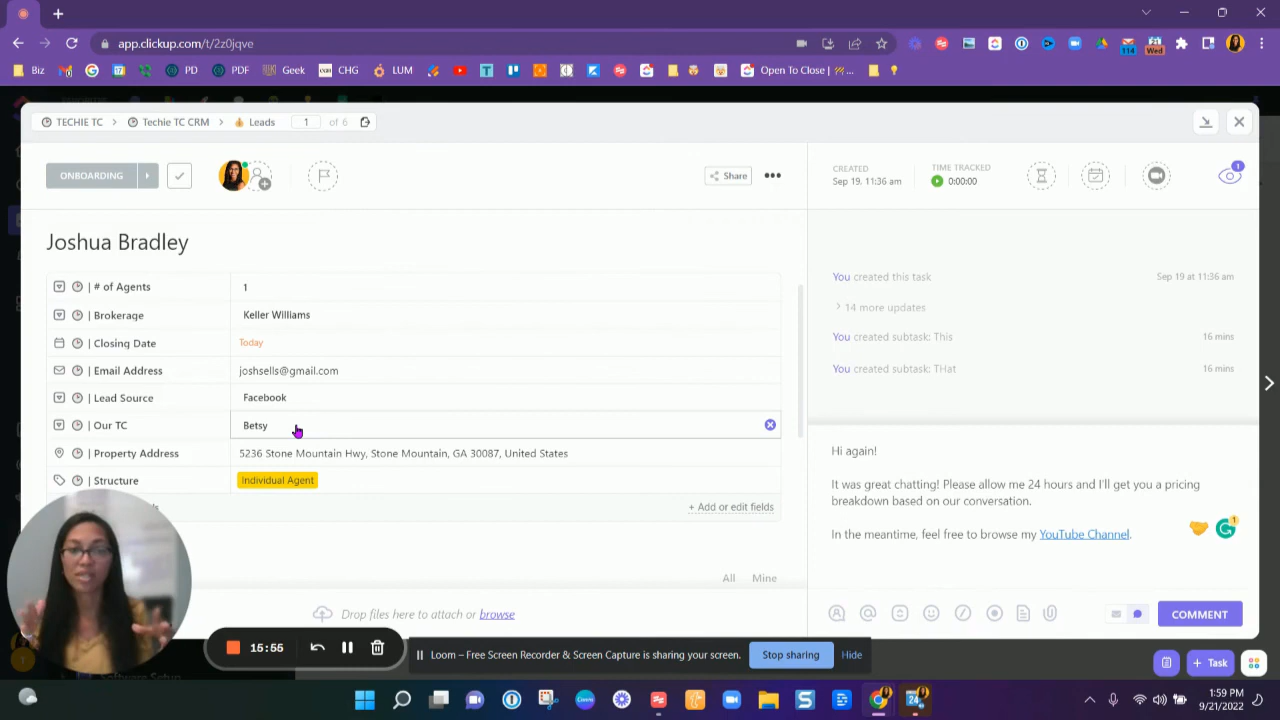 app.clickup.com/t/2z0jqve
114
Wed
Biz
PD
PDF
Geek
CHG
LUM
Open To Close | /...
TECHIE TC > Techie TC CRM > Leads 1 of 6
ONBOARDING
Share
CREATED
Sep 19, 11:36 am
TIME TRACKED
0:00:00
1
Joshua Bradley
| # of Agents 1
| Brokerage Keller Williams
| Closing Date Today
| Email Address joshsells@gmail.com
| Lead Source Facebook
| Our TC Betsy
| Property Address 5236 Stone Mountain Hwy, Stone Mountain, GA 30087, United States
| Structure Individual Agent
+ Add or edit fields
All Mine
Drop files here to attach or browse
You created this task Sep 19 at 11:36 am
14 more updates
You created subtask: This 16 mins
You created subtask: THat 16 mins
Hi again!
It was great chatting! Please allow me 24 hours and I'll get you a pricing
breakdown based on our conversation.
In the meantime, feel free to browse my YouTube Channel.
1
COMMENT
15:55
Loom – Free Screen Recorder & Screen Capture is sharing your screen.
Stop sharing
Hide
+ Task
Software Setup
1:59 PM
9/21/2022